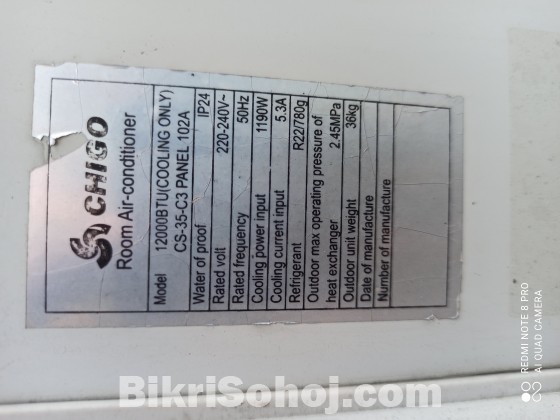 CHIGO
Room Air-conditioner
Model 12000BTU(COOLING ONLY)
CS-35-C3 PANEL 102A
Water of proof IP24
Rated volt 220-240V~
Rated frequency 50Hz
Cooling power input 1190W
Cooling current input 5.3A
Refrigerant R22/780g
Outdoor max operating pressure of
heat exchanger 2.45MPa
Outdoor unit weight 36kg
Date of manufacture
Number of manufacture
BikriSohoj.com
REDMI NOTE 8 PRO
AI QUAD CAMERA